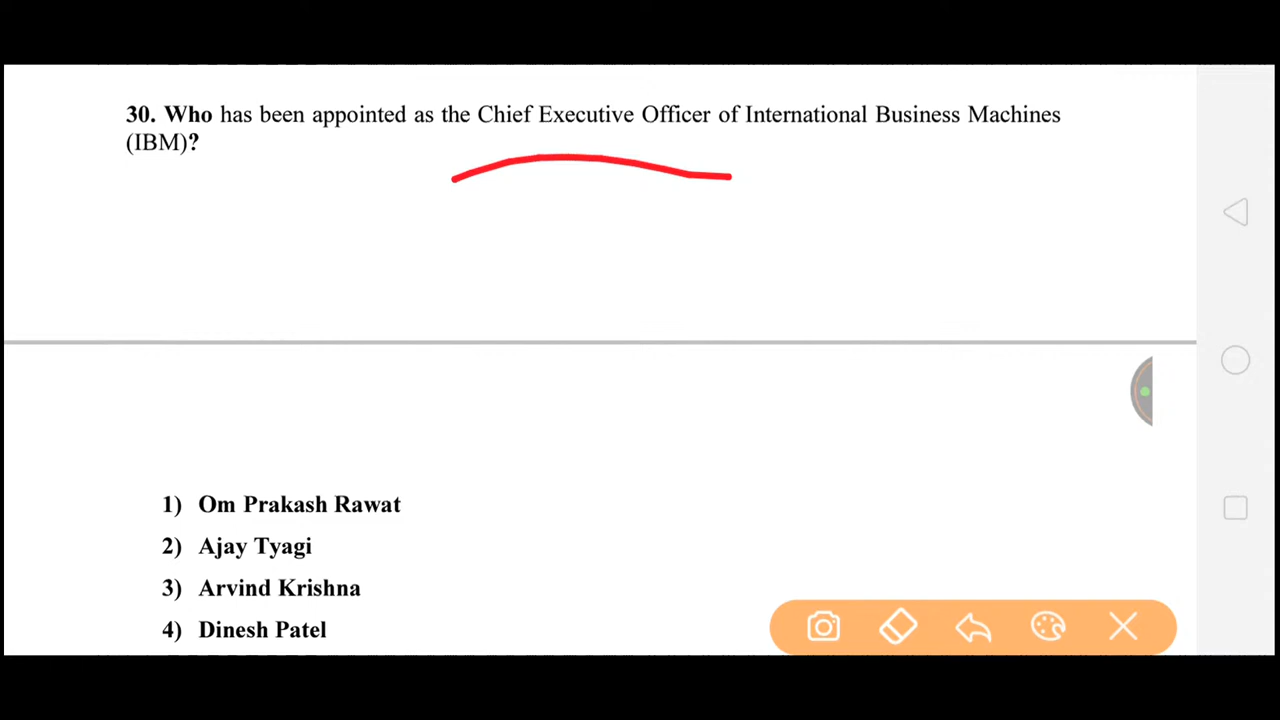 30. Who has been appointed as the Chief Executive Officer of International Business Machines
(IBM)?
1) Om Prakash Rawat
2) Ajay Tyagi
3) Arvind Krishna
4) Dinesh Patel